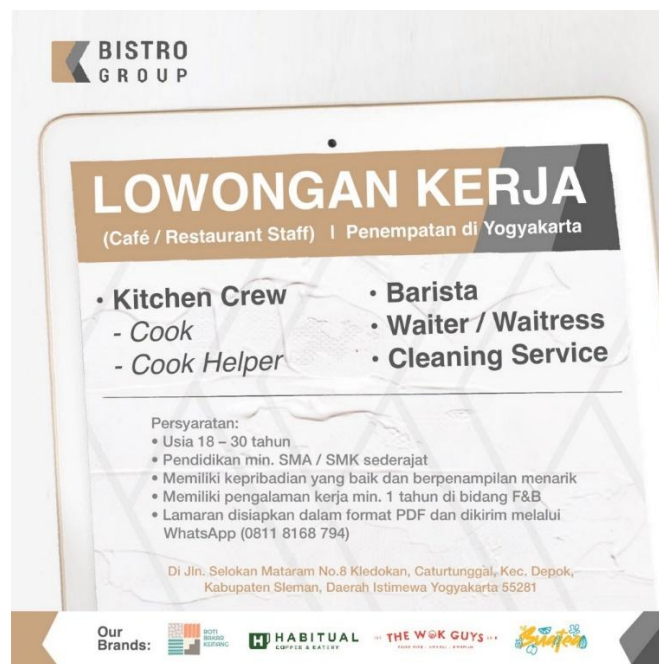 BISTRO
GROUP
LOWONGAN KERJA
(Café / Restaurant Staff) | Penempatan di Yogyakarta
• Kitchen Crew
- Cook
- Cook Helper
• Barista
• Waiter / Waitress
• Cleaning Service
Persyaratan:
• Usia 18 – 30 tahun
• Pendidikan min. SMA / SMK sederajat
• Memiliki kepribadian yang baik dan berpenampilan menarik
• Memiliki pengalaman kerja min. 1 tahun di bidang F&B
• Lamaran disiapkan dalam format PDF dan dikirim melalui
WhatsApp (0811 8168 794)
Di Jln. Selokan Mataram No.8 Kledokan, Caturtunggal, Kec. Depok,
Kabupaten Sleman, Daerah Istimewa Yogyakarta 55281
Our
Brands:
ROTI
BAKAR
KEMANG
HABITUAL
COFFEE & EATERY
THE WOK GUYS